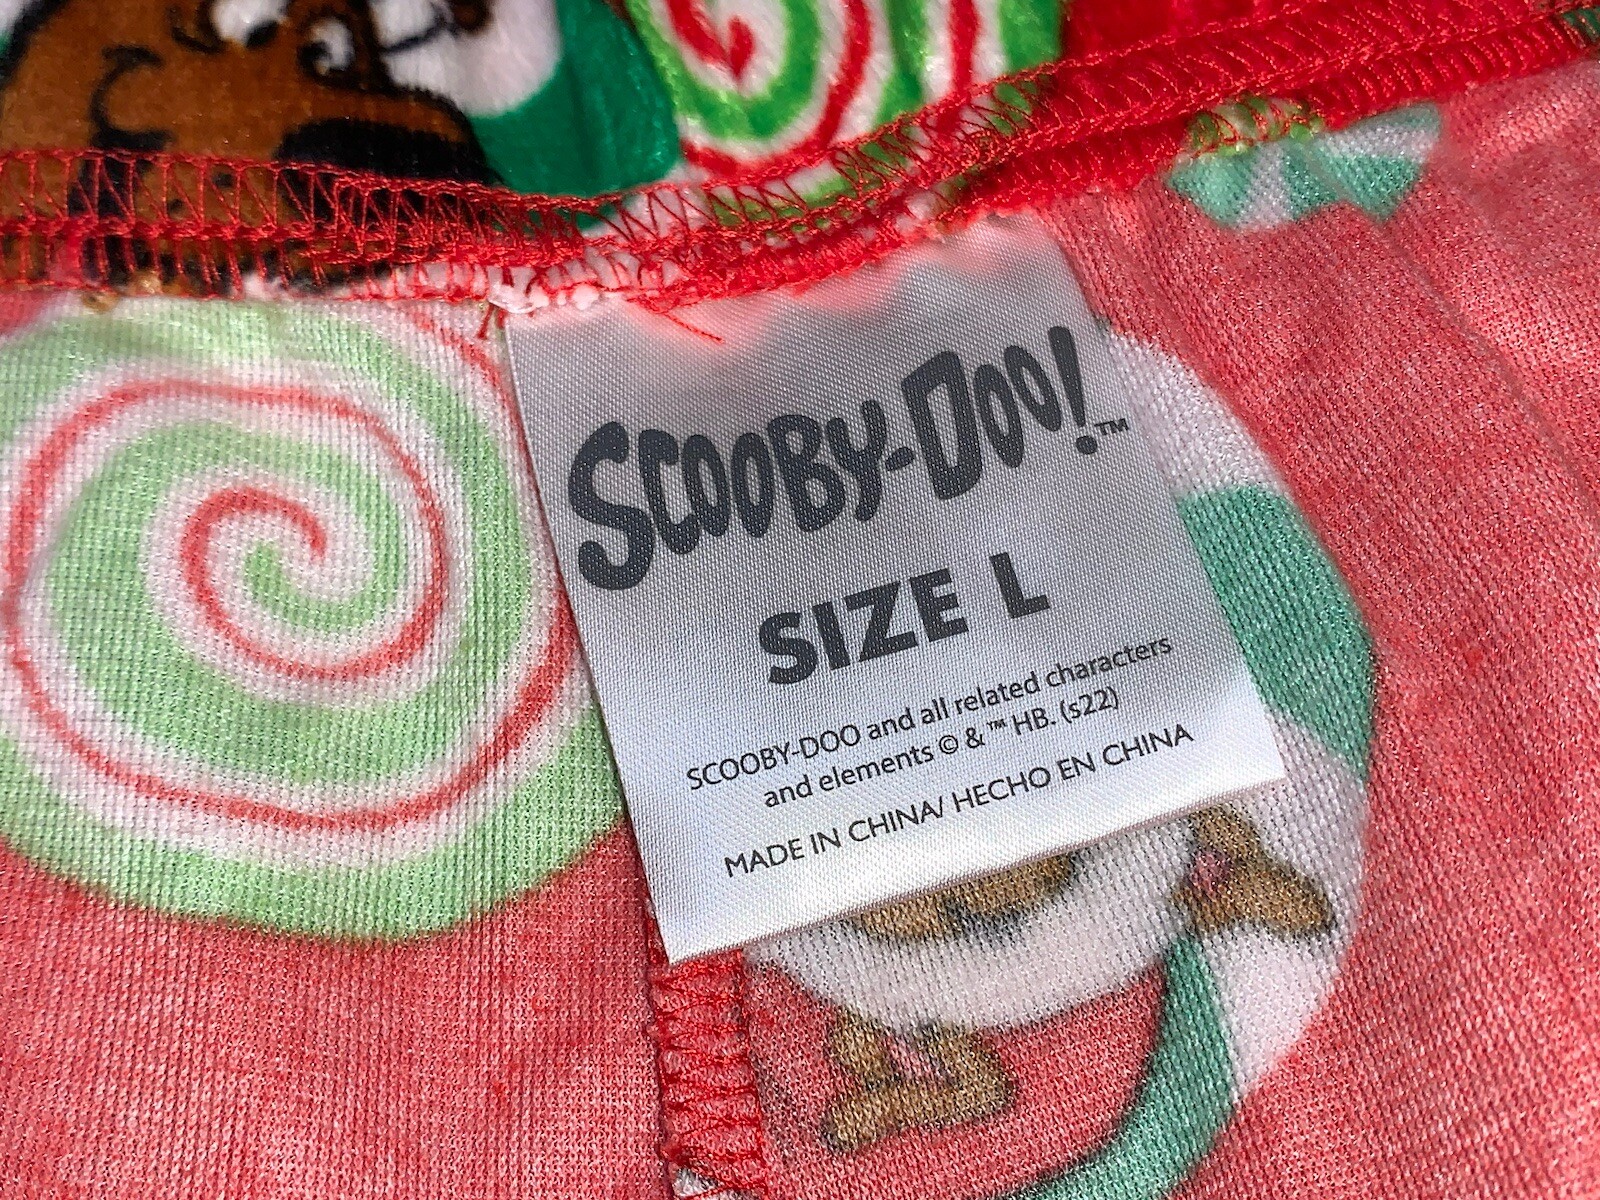 SCOOBY-DOO!™
SIZE L
SCOOBY-DOO and all related characters
and elements © & ™ HB. (s22)
MADE IN CHINA/ HECHO EN CHINA